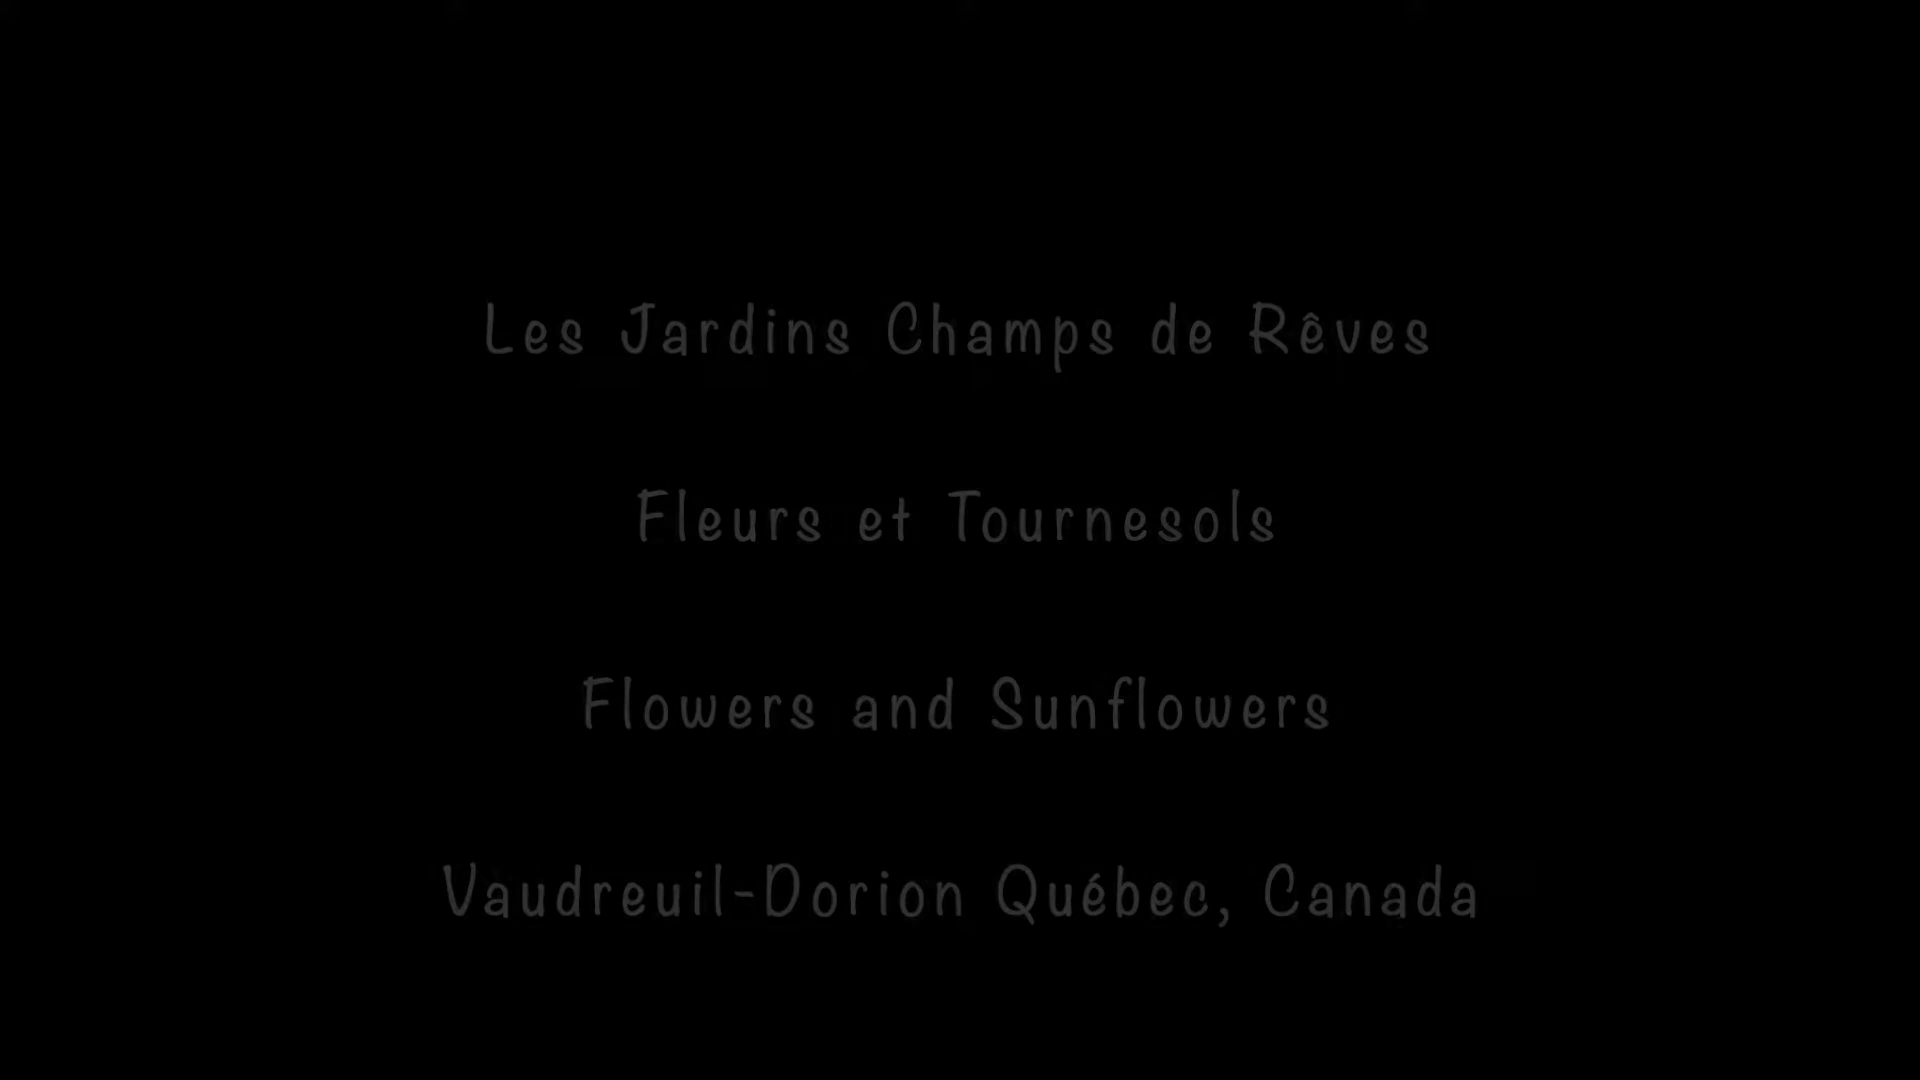 Les Jardins Champs de Rêves
Fleurs et Tournesols
Flowers and Sunflowers
Vaudreuil-Dorion Québec, Canada